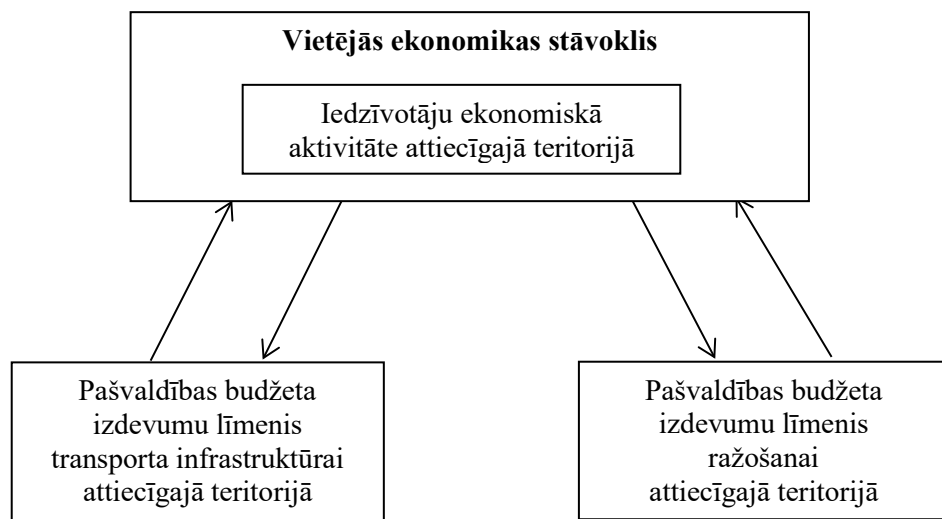 Vietējās ekonomikas stāvoklis
Iedzīvotāju ekonomiskā
aktivitāte attiecīgajā teritorijā
Pašvaldības budžeta
izdevumu līmenis
transporta infrastruktūrai
attiecīgajā teritorijā
Pašvaldības budžeta
izdevumu līmenis
ražošanai
attiecīgajā teritorijā